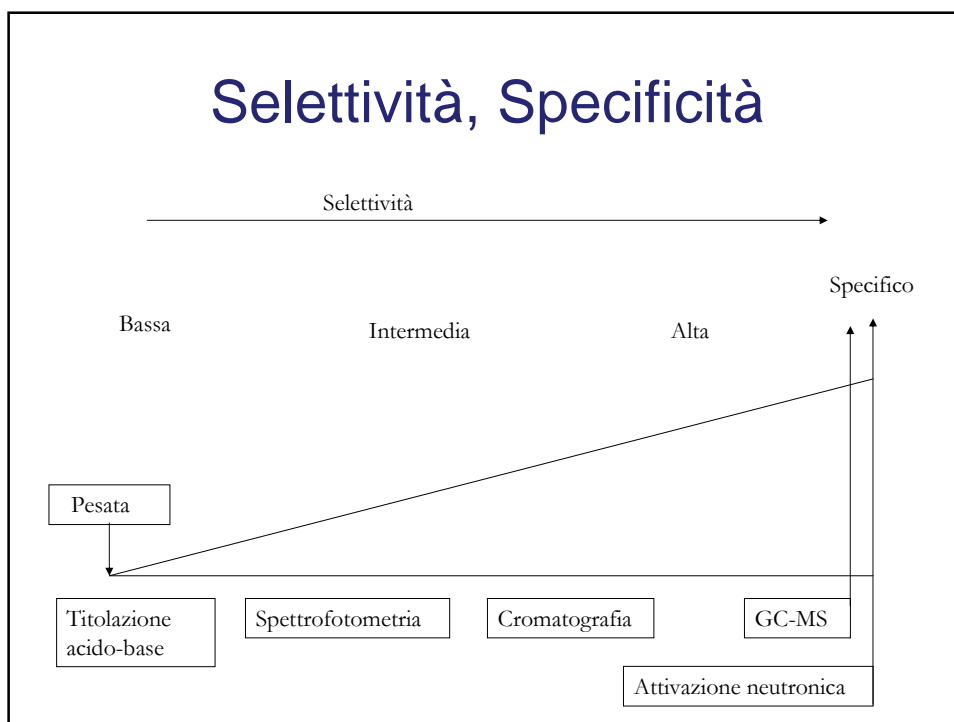 Selettività, Specificità
Selettività
Specifico
Bassa
Intermedia
Alta
Pesata
Titolazione
acido-base
Spettrofotometria
Cromatografia
GC-MS
Attivazione neutronica